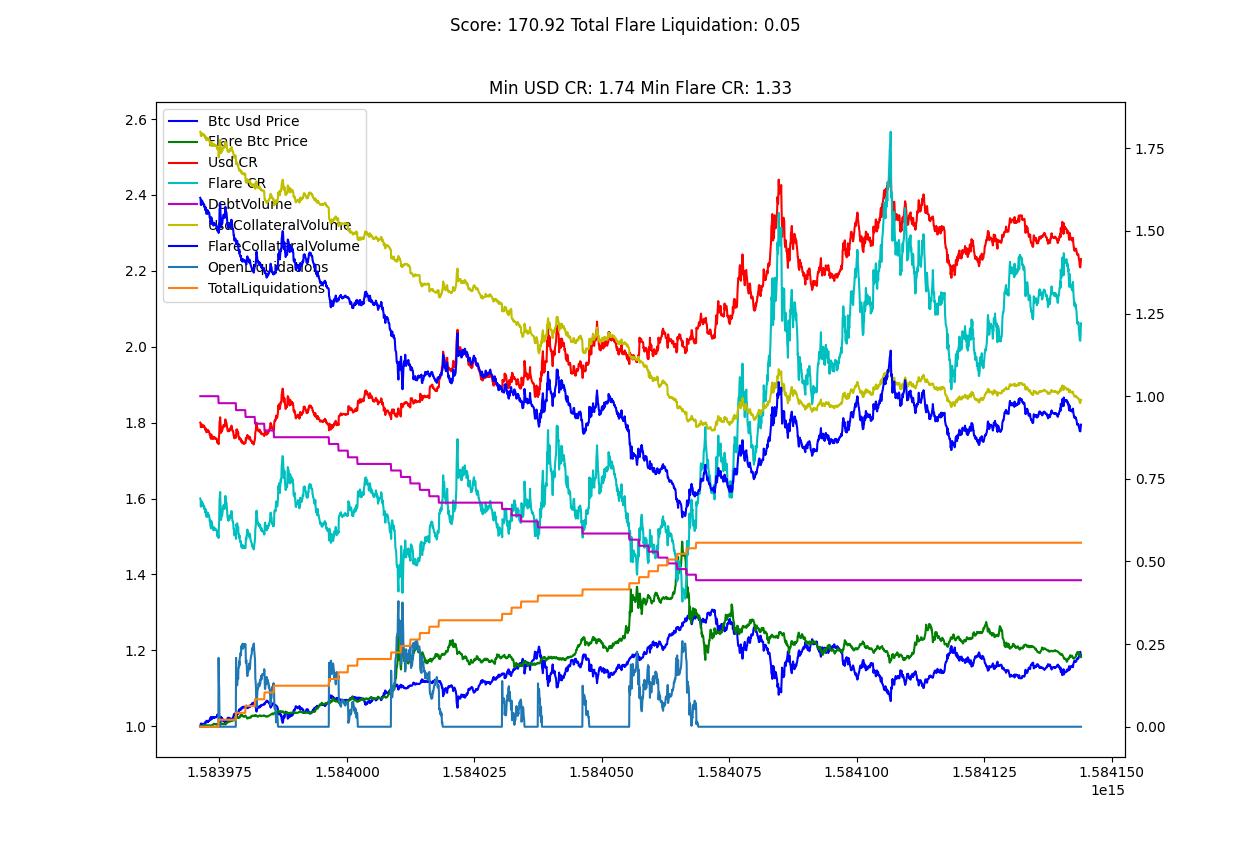 Score: 170.92 Total Flare Liquidation: 0.05
Min USD CR: 1.74 Min Flare CR: 1.33
Btc Usd Price
Flare Btc Price
Usd CR
Flare CR
DebtVolume
UsdCollateralVolume
FlareCollateralVolume
OpenLiquidations
TotalLiquidations
2.6
2.4
2.2
2.0
1.8
1.6
1.4
1.2
1.0
1.75
1.50
1.25
1.00
0.75
0.50
0.25
0.00
1.583975 1.584000 1.584025 1.584050 1.584075 1.584100 1.584125 1.584150
1e15